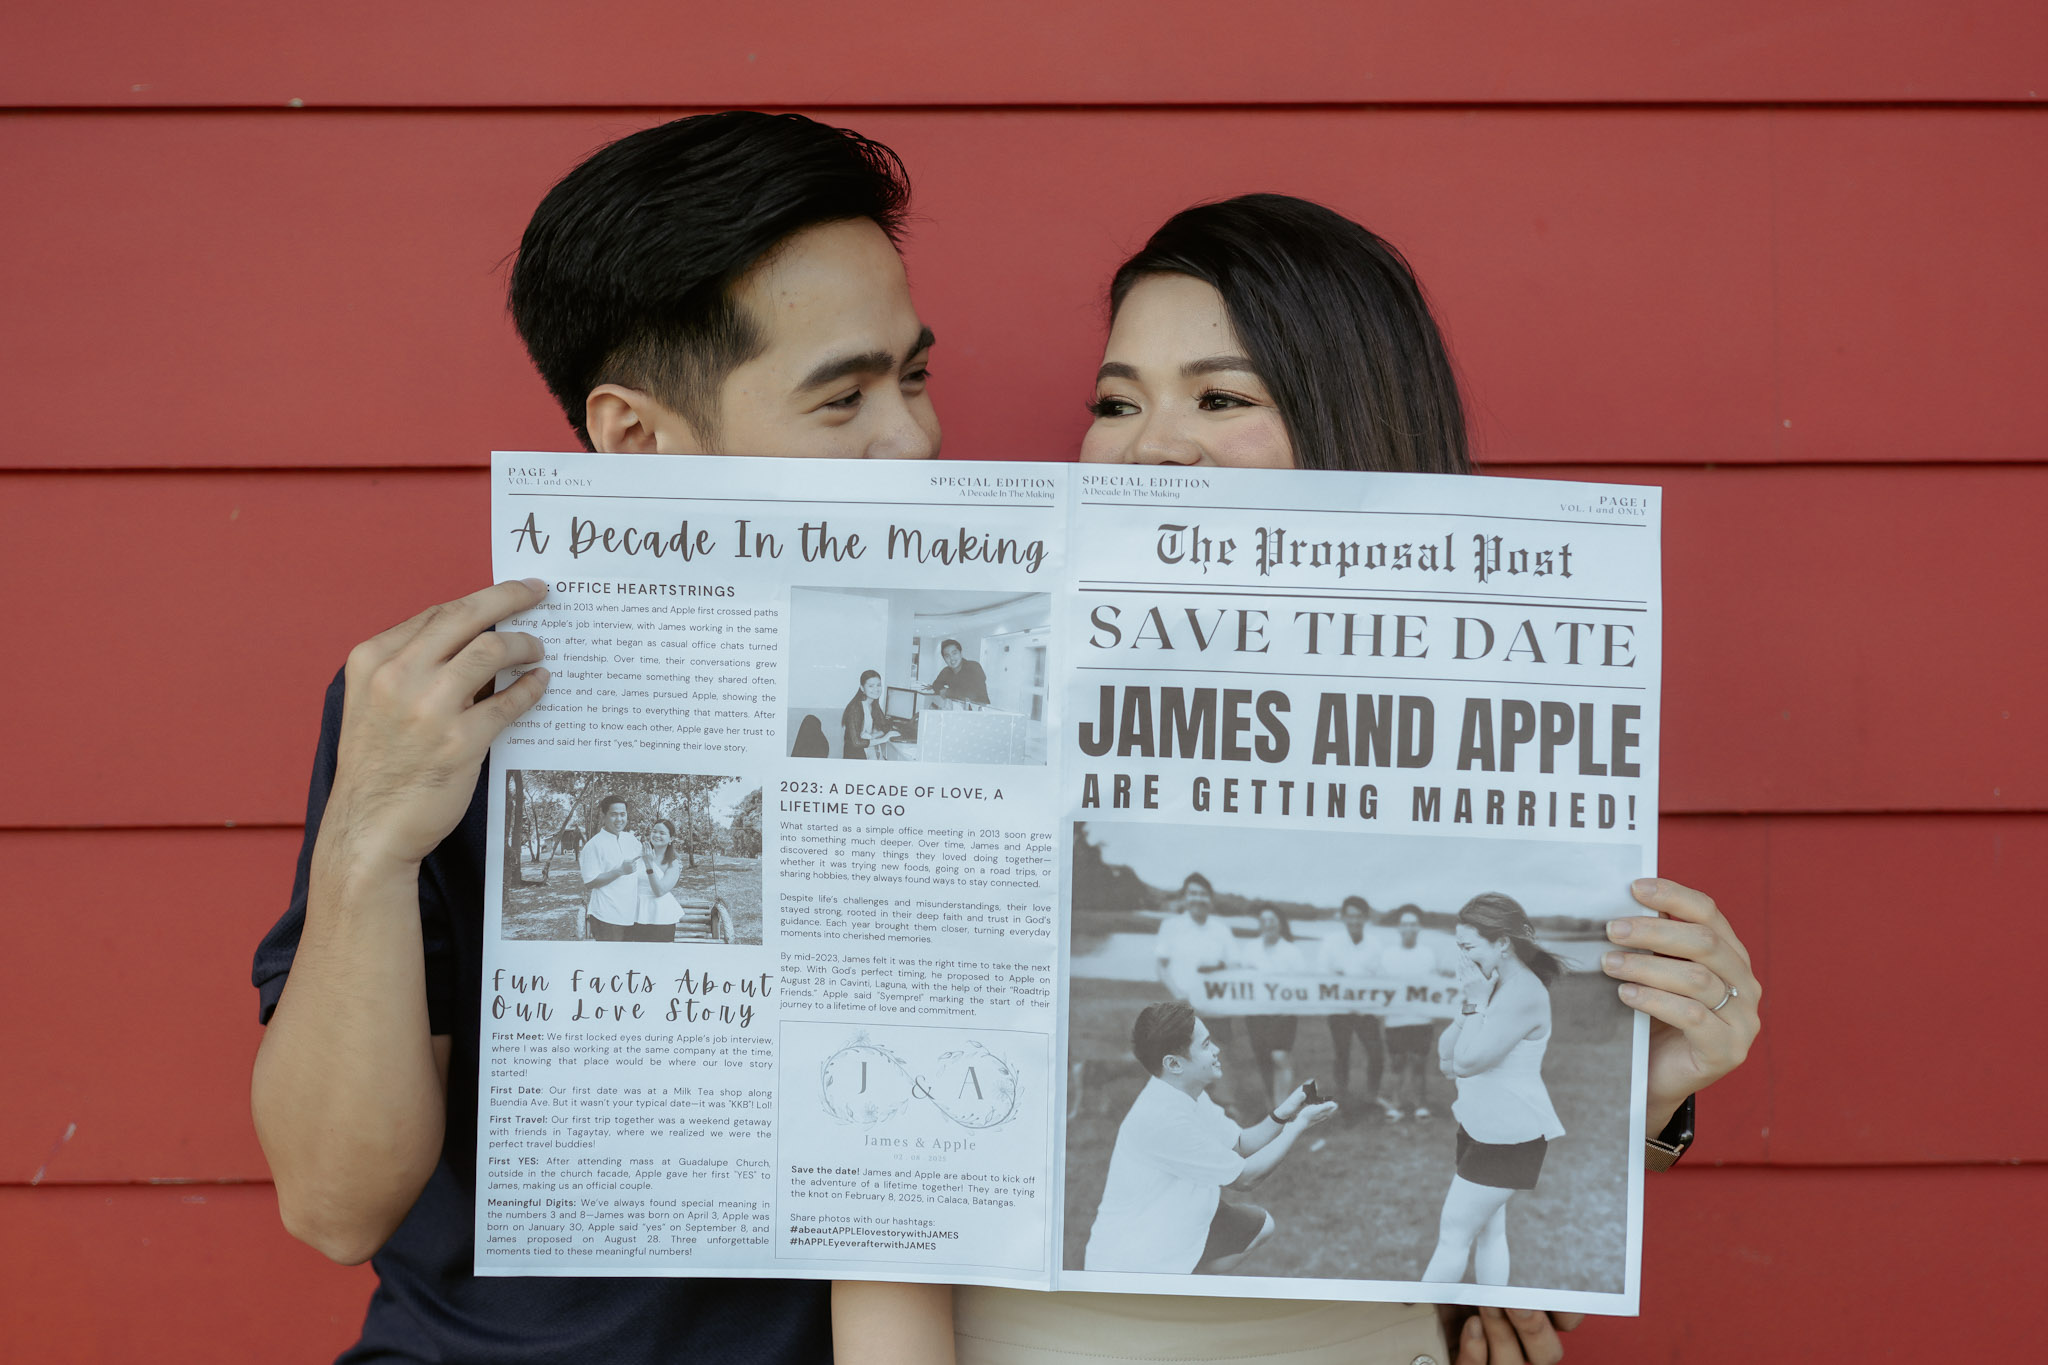 PAGE 4
VOL. 1 and ONLY
SPECIAL EDITION
A Decade In The Making
A Decade In the Making
: OFFICE HEARTSTRINGS
started in 2013 when James and Apple first crossed paths
during Apple's job interview, with James working in the same
Soon after, what began as casual office chats turned
real friendship. Over time, their conversations grew
and laughter became something they shared often.
and care, James pursued Apple, showing the
dedication he brings to everything that matters. After
months of getting to know each other, Apple gave her trust to
James and said her first "yes," beginning their love story.
Fun Facts About
Our Love Story
First Meet: We first locked eyes during Apple's job interview,
where I was also working at the same company at the time,
not knowing that place would be where our love story
started!
First Date: Our first date was at a Milk Tea shop along
Buendia Ave. But it wasn't your typical date—it was "KKB"! Lol!
First Travel: Our first trip together was a weekend getaway
with friends in Tagaytay, where we realized we were the
perfect travel buddies!
First YES: After attending mass at Guadalupe Church,
outside in the church facade, Apple gave her first "YES" to
James, making us an official couple.
Meaningful Digits: We've always found special meaning in
the numbers 3 and 8—James was born on April 3, Apple was
born on January 30, Apple said "yes" on September 8, and
James proposed on August 28. Three unforgettable
moments tied to these meaningful numbers!
2023: A DECADE OF LOVE, A
LIFETIME TO GO
What started as a simple office meeting in 2013 soon grew
into something much deeper. Over time, James and Apple
discovered so many things they loved doing together—
whether it was trying new foods, going on a road trips, or
sharing hobbies, they always found ways to stay connected.
Despite life's challenges and misunderstandings, their love
stayed strong, rooted in their deep faith and trust in God's
guidance. Each year brought them closer, turning everyday
moments into cherished memories.
By mid-2023, James felt it was the right time to take the next
step. With God's perfect timing, he proposed to Apple on
August 28 in Cavinti, Laguna, with the help of their "Roadtrip
Friends." Apple said "Syempre!" marking the start of their
journey to a lifetime of love and commitment.
J & A
James & Apple
02 . 08 . 2025
Save the date! James and Apple are about to kick off
the adventure of a lifetime together! They are tying
the knot on February 8, 2025, in Calaca, Batangas.
Share photos with our hashtags:
#abeautAPPLElovestorywithJAMES
#hAPPLEyeverafterwithJAMES
SPECIAL EDITION
A Decade In The Making
PAGE 1
VOL. 1 and ONLY
The Proposal Post
SAVE THE DATE
JAMES AND APPLE
ARE GETTING MARRIED!
Will You Marry Me?